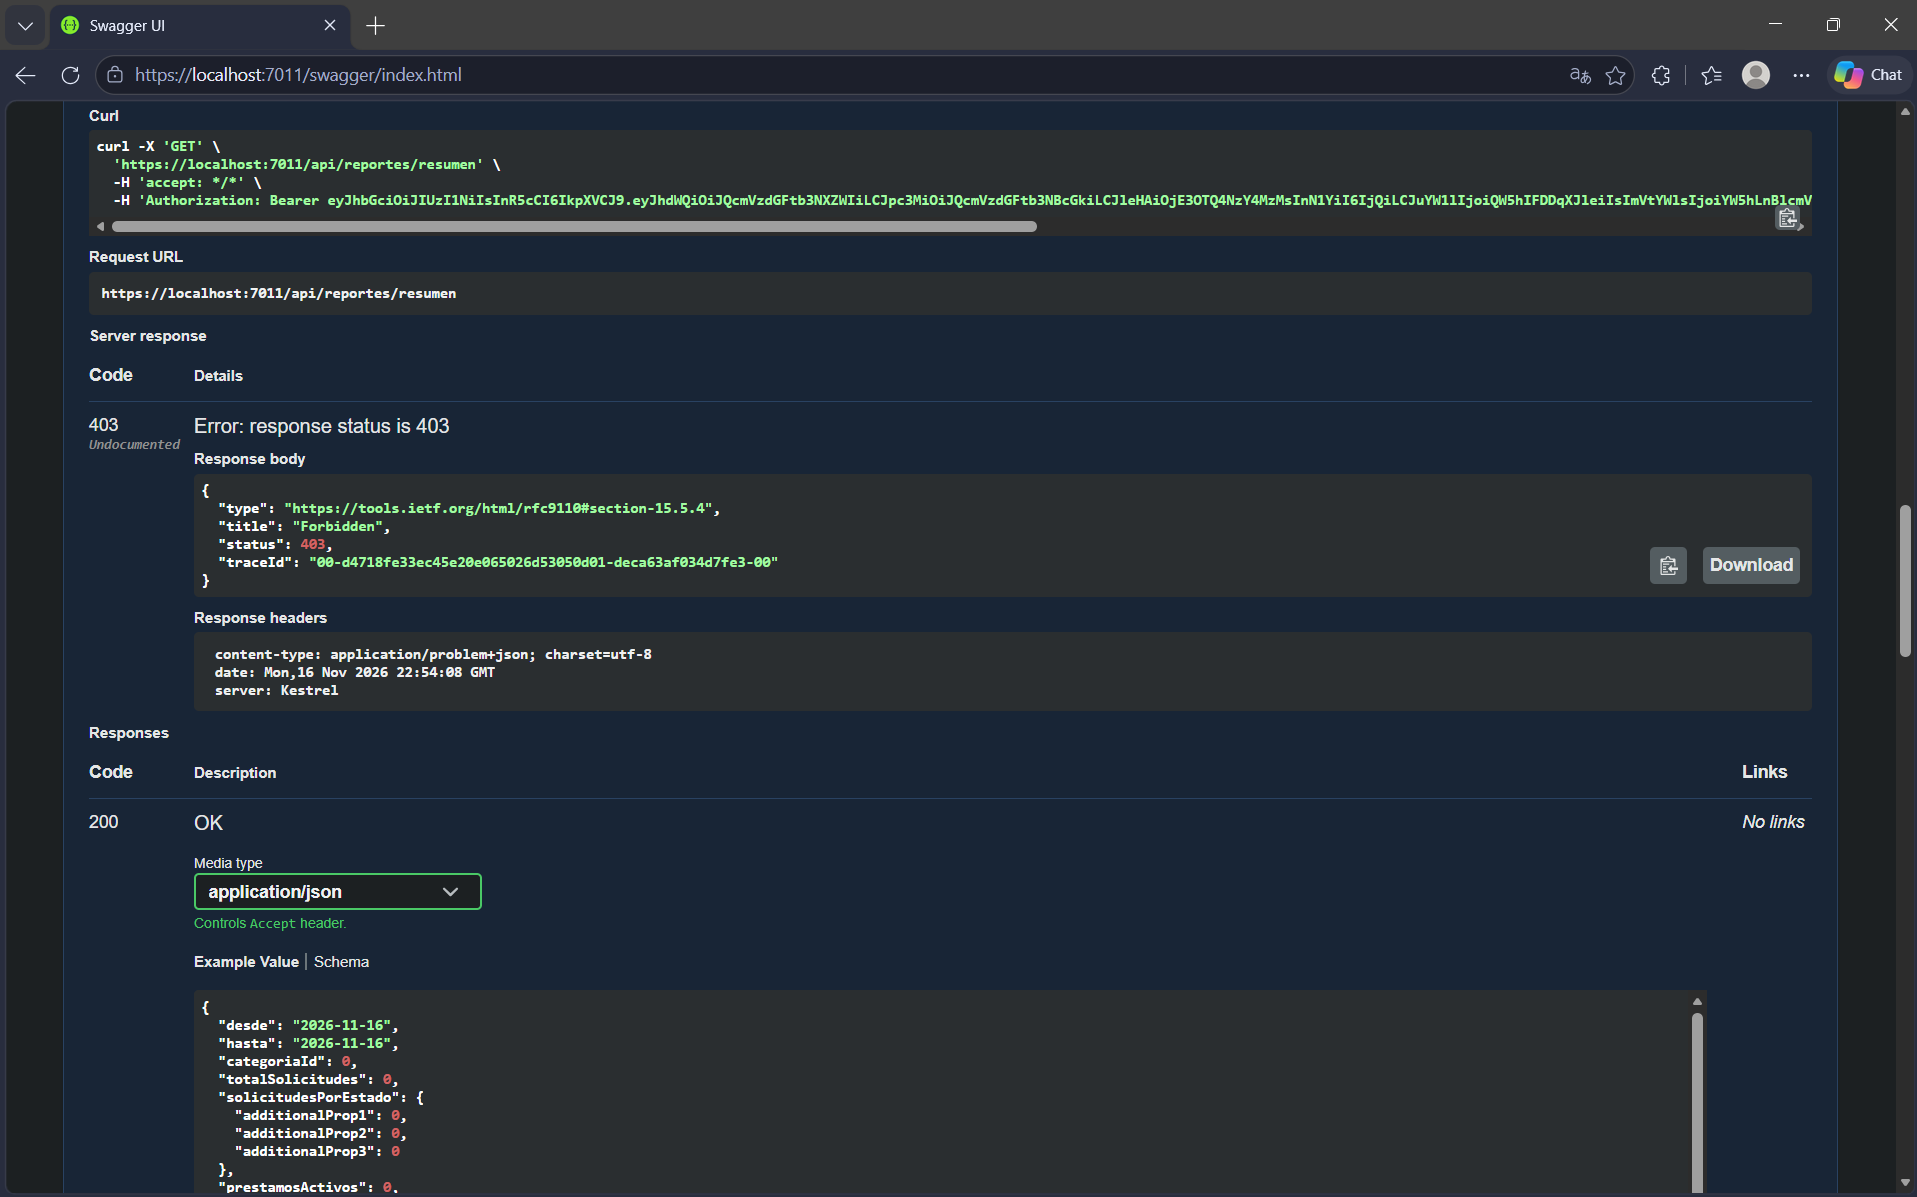 Swagger UI
https://localhost:7011/swagger/index.html
Chat
Curl
curl -X 'GET' \
'https://localhost:7011/api/reportes/resumen' \
-H 'accept: */*' \
Request URL
https://localhost:7011/api/reportes/resumen
Server response
Code Details
403 Error: response status is 403
Undocumented
Response body
{
"type": "https://tools.ietf.org/html/rfc9110#section-15.5.4",
"title": "Forbidden",
"status": 403,
"traceId": "00-d4718fe33ec45e20e065026d53050d01-deca63af034d7fe3-00"
}
Download
Response headers
content-type: application/problem+json; charset=utf-8
date: Mon,16 Nov 2026 22:54:08 GMT
server: Kestrel
Responses
Code Description Links
200 OK No links
Media type
application/json
Controls Accept header.
Example Value | Schema
{
"desde": "2026-11-16",
"hasta": "2026-11-16",
"categoriaId": 0,
"totalSolicitudes": 0,
"solicitudesPorEstado": {
"additionalProp1": 0,
"additionalProp2": 0,
"additionalProp3": 0
},
"prestamosActivos": 0,